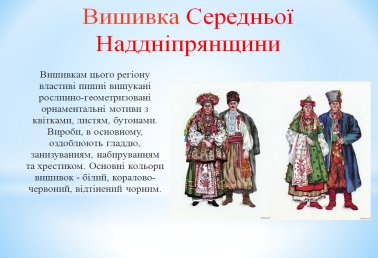 Вишивка Середньої
Наддніпрянщини
Вишивкам цього регіону
властиві пишні вишукані
рослинно-геометризовані
орнаментальні мотиви з
квітками, листям, бутонами.
Вироби, в основному,
оздоблюють гладдю,
занизуванням, набируванням
та хрестиком. Основні кольори
вишивок - білий, коралово-
червоний, відтінений чорним.